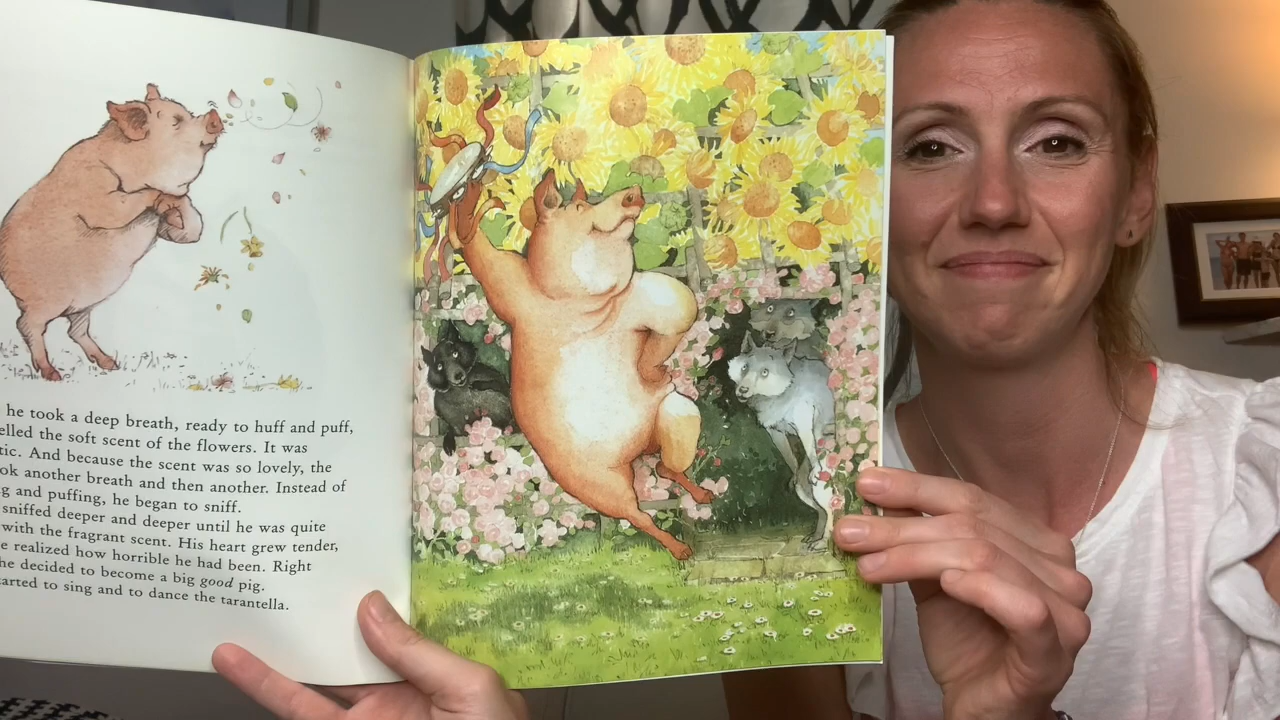 he took a deep breath, ready to huff and puff,
elled the soft scent of the flowers. It was
tic. And because the scent was so lovely, the
ok another breath and then another. Instead of
g and puffing, he began to sniff.
sniffed deeper and deeper until he was quite
with the fragrant scent. His heart grew tender,
e realized how horrible he had been. Right
he decided to become a big good pig.
tarted to sing and to dance the tarantella.